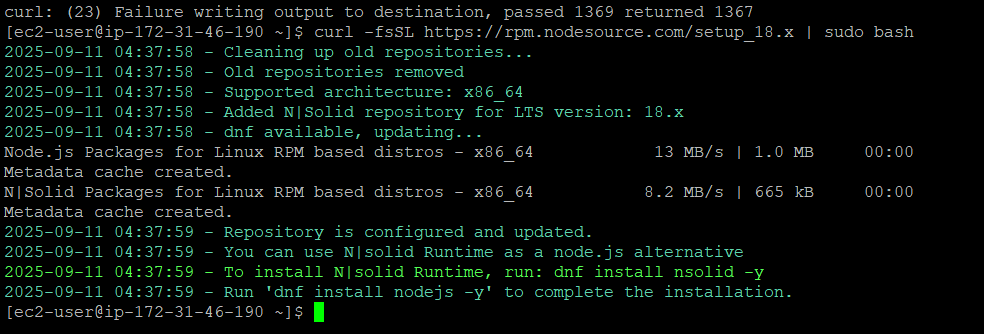 curl: (23) Failure writing output to destination, passed 1369 returned 1367
[ec2-user@ip-172-31-46-190 ~]$ curl -fsSL https://rpm.nodesource.com/setup_18.x | sudo bash
2025-09-11 04:37:58 - Cleaning up old repositories...
2025-09-11 04:37:58 - Old repositories removed
2025-09-11 04:37:58 - Supported architecture: x86_64
2025-09-11 04:37:58 - Added N|Solid repository for LTS version: 18.x
2025-09-11 04:37:58 - dnf available, updating...
Node.js Packages for Linux RPM based distros - x86_64            13 MB/s | 1.0 MB     00:00
Metadata cache created.
N|Solid Packages for Linux RPM based distros - x86_64           8.2 MB/s | 665 kB     00:00
Metadata cache created.
2025-09-11 04:37:59 - Repository is configured and updated.
2025-09-11 04:37:59 - You can use N|solid Runtime as a node.js alternative
2025-09-11 04:37:59 - To install N|solid Runtime, run: dnf install nsolid -y
2025-09-11 04:37:59 - Run 'dnf install nodejs -y' to complete the installation.
[ec2-user@ip-172-31-46-190 ~]$